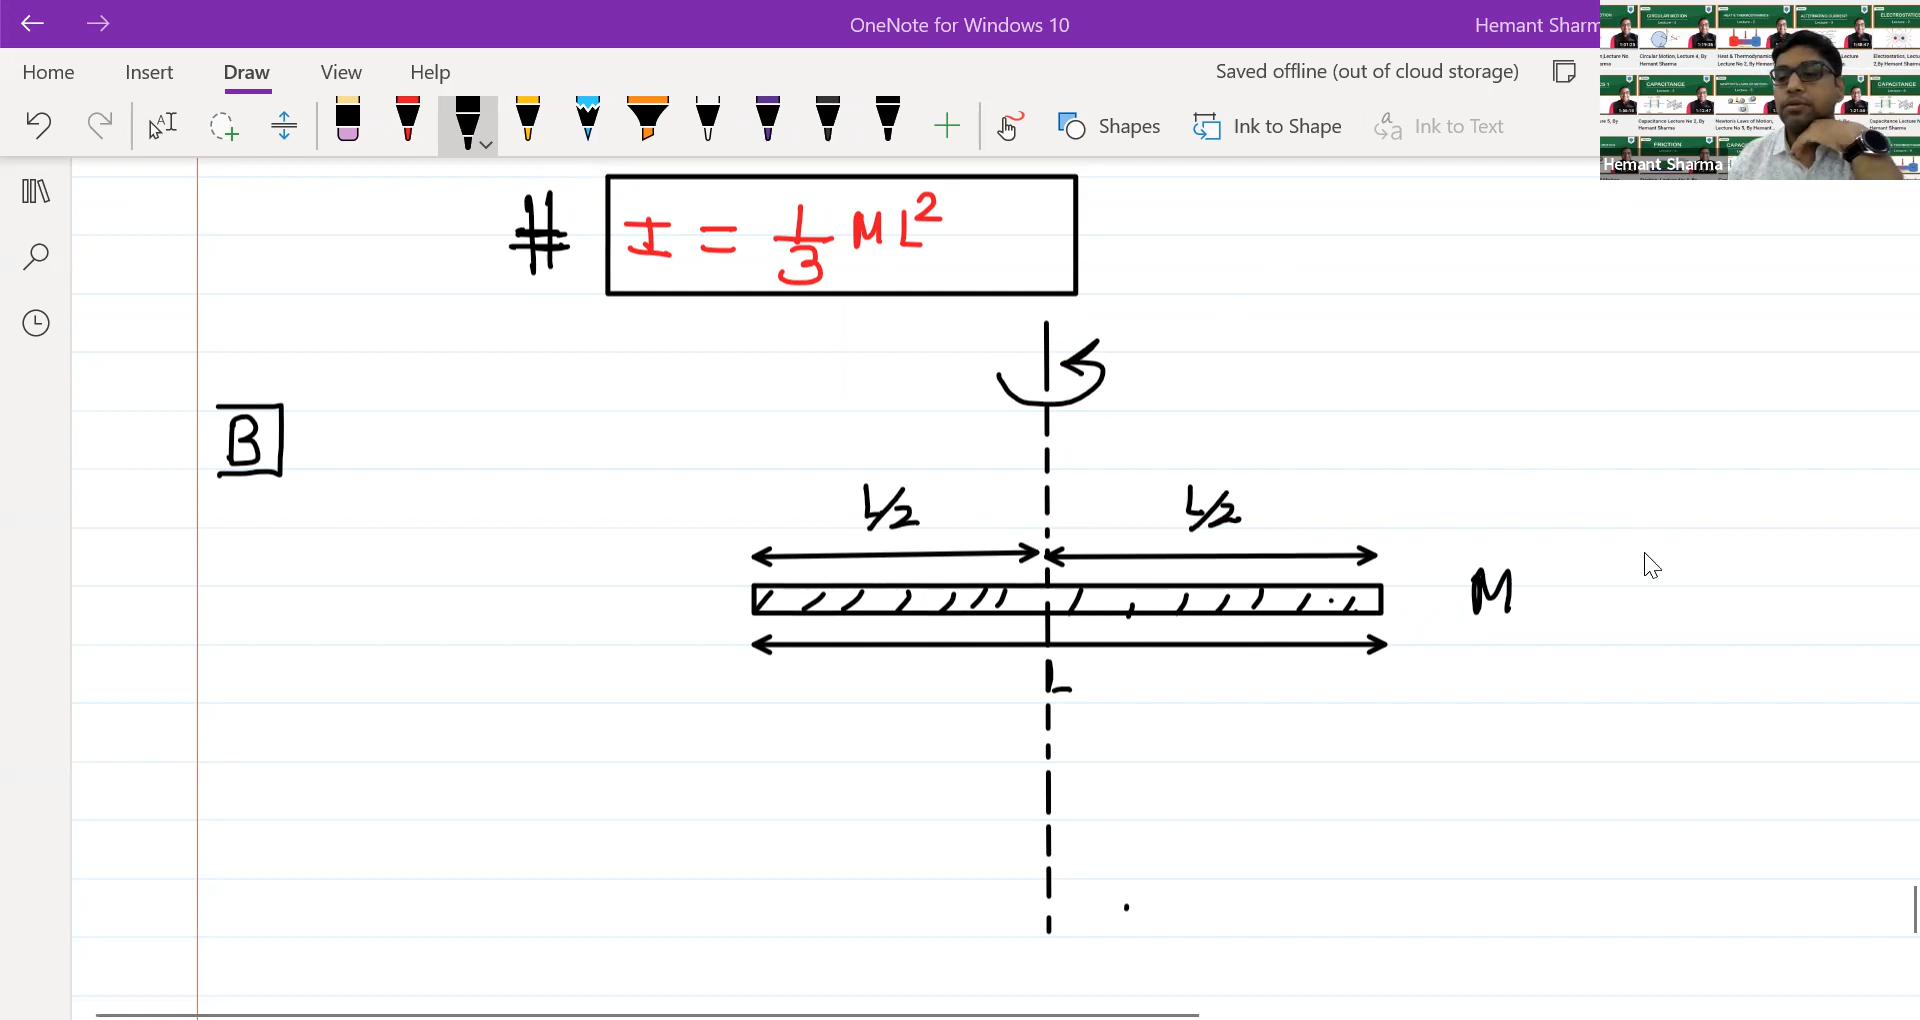 OneNote for Windows 10
Hemant Sharm
Home Insert Draw View Help
Saved offline (out of cloud storage)
Shapes Ink to Shape Ink to Text
Hemant Sharma
# I = 1/3 ML²
B
L/2 L/2
M
L